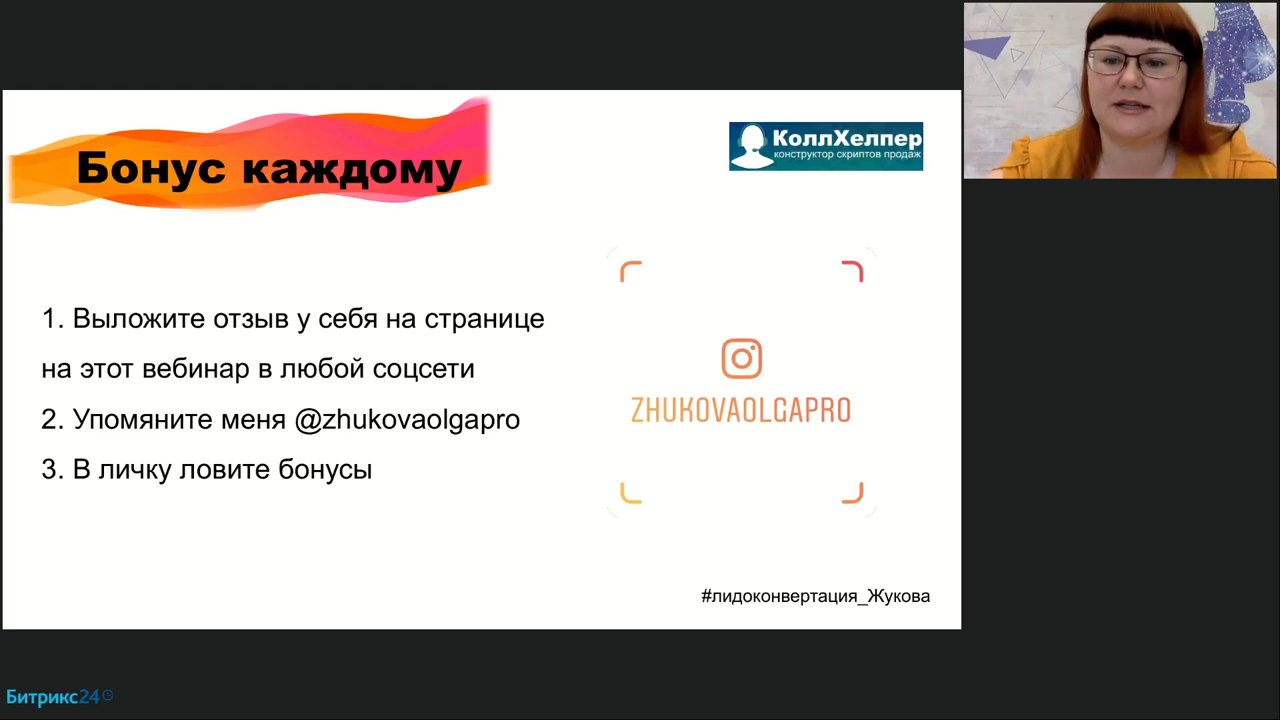 Бонус каждому
КоллХелпер
конструктор скриптов продаж
1. Выложите отзыв у себя на странице
на этот вебинар в любой соцсети
2. Упомяните меня @zhukovaolgapro
3. В личку ловите бонусы
ZHUKOVAOLGAPRO
#лидоконвертация_Жукова
Битрикс24